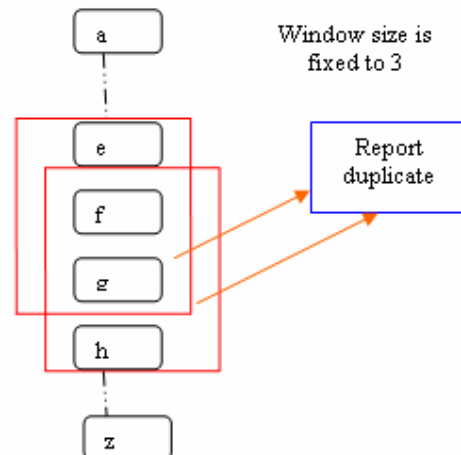 a
Window size is
fixed to 3
e
Report
duplicate
f
g
h
z